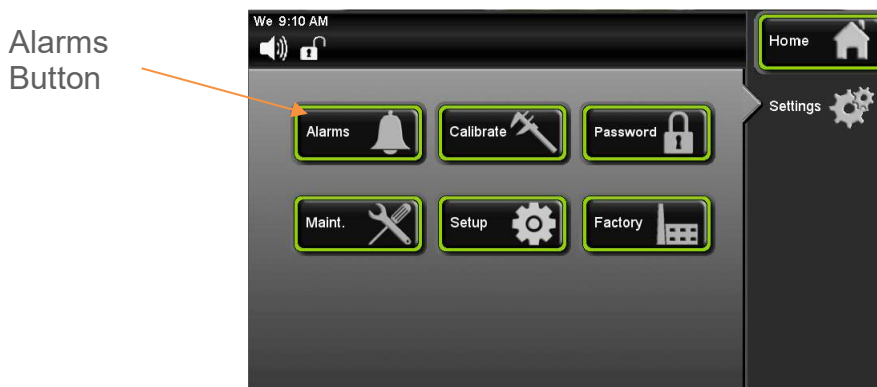 Alarms
Button
We 9:10 AM
Home
Settings
Alarms
Calibrate
Password
Maint.
Setup
Factory